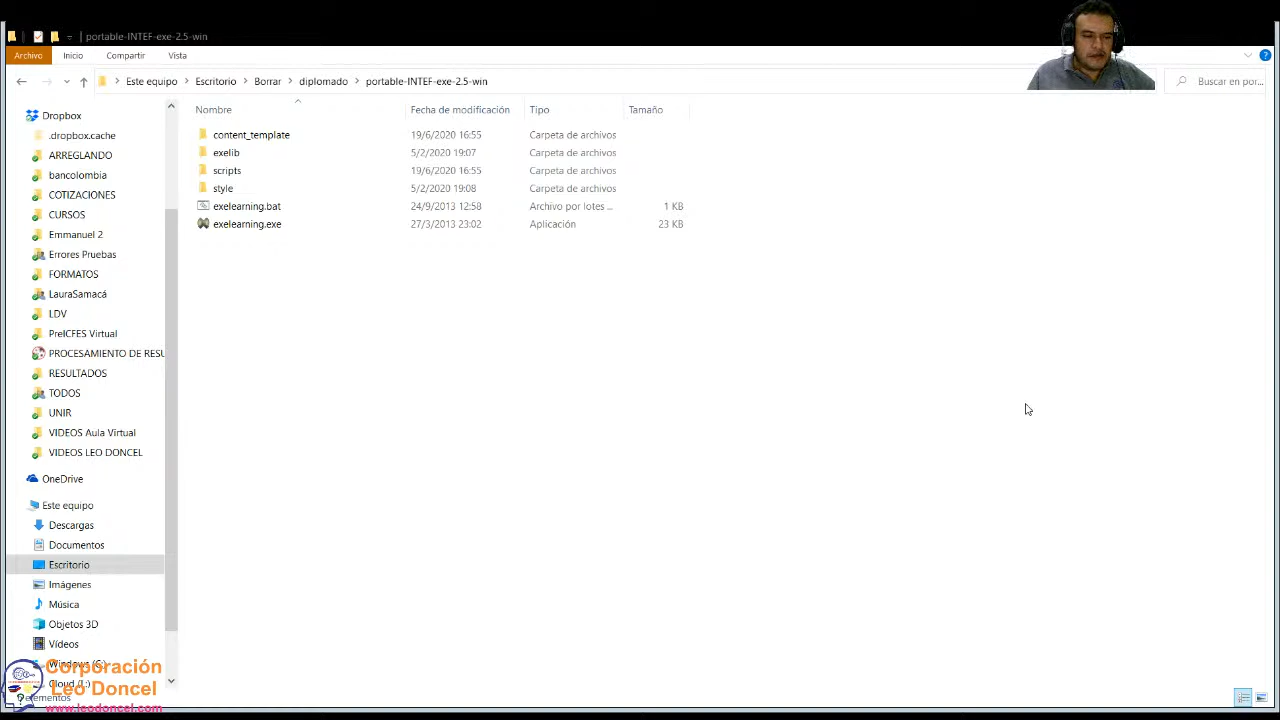 portable-INTEF-exe-2.5-win
Archivo Inicio Compartir Vista
Este equipo Escritorio Borrar diplomado portable-INTEF-exe-2.5-win Buscar en por...
Nombre Fecha de modificación Tipo Tamaño
content_template 19/6/2020 16:55 Carpeta de archivos
exelib 5/2/2020 19:07 Carpeta de archivos
scripts 19/6/2020 16:55 Carpeta de archivos
style 5/2/2020 19:08 Carpeta de archivos
exelearning.bat 24/9/2013 12:58 Archivo por lotes ... 1 KB
exelearning.exe 27/3/2013 23:02 Aplicación 23 KB
Dropbox
.dropbox.cache
ARREGLANDO
bancolombia
COTIZACIONES
CURSOS
Emmanuel 2
Errores Pruebas
FORMATOS
LauraSamacá
LDV
PreICFES Virtual
PROCESAMIENTO DE RESU
RESULTADOS
TODOS
UNIR
VIDEOS Aula Virtual
VIDEOS LEO DONCEL
OneDrive
Este equipo
Descargas
Documentos
Escritorio
Imágenes
Música
Objetos 3D
Vídeos
Windows (C:)
Corporación
Cloud (L:)
Leo Doncel
elementos
www.leodoncel.com